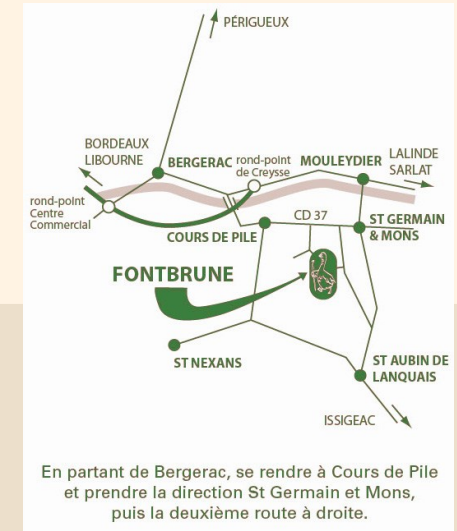 PÉRIGUEUX
BORDEAUX
LIBOURNE
BERGERAC
rond-point
de Creysse
MOULEYDIER
LALINDE
SARLAT
rond-point
Centre
Commercial
CD 37
ST GERMAIN
& MONS
COURS DE PILE
FONTBRUNE
ST NEXANS
ST AUBIN DE
LANQUAIS
ISSIGEAC
En partant de Bergerac, se rendre à Cours de Pile
et prendre la direction St Germain et Mons,
puis la deuxième route à droite.